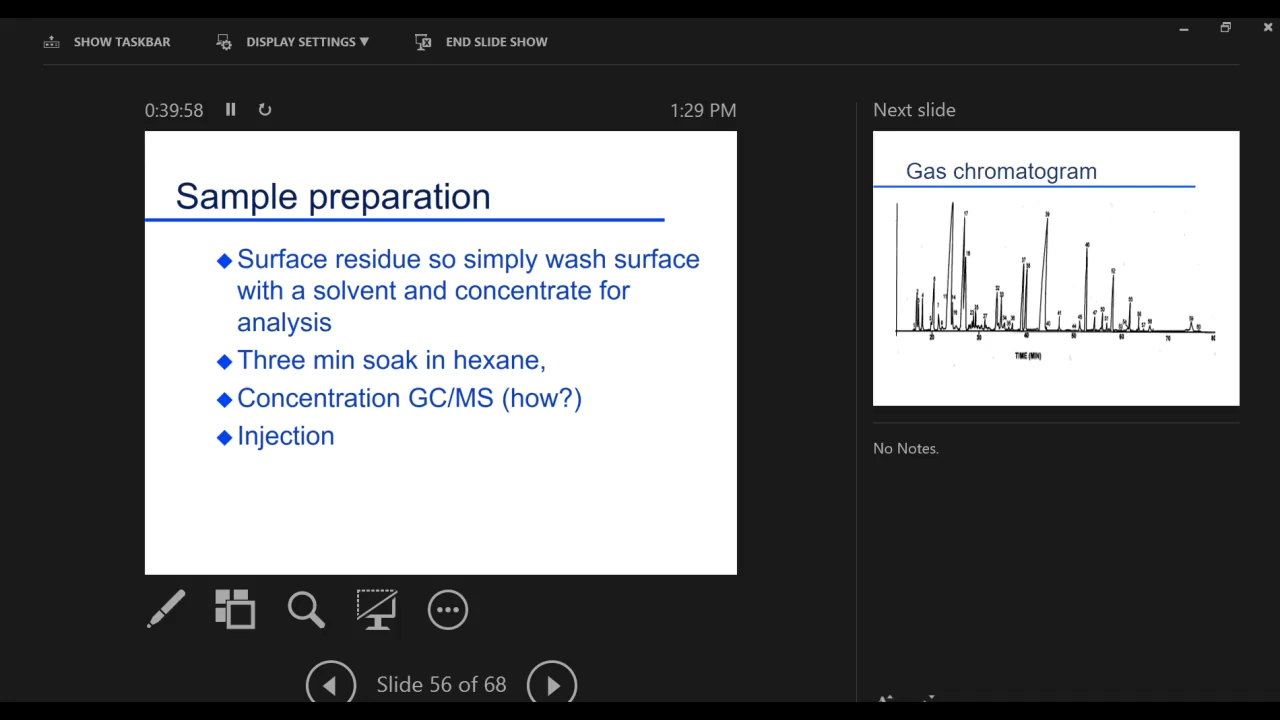 SHOW TASKBAR
DISPLAY SETTINGS ▼
END SLIDE SHOW
0:39:58
1:29 PM
Sample preparation
Surface residue so simply wash surface
with a solvent and concentrate for
analysis
Three min soak in hexane,
Concentration GC/MS (how?)
Injection
Slide 56 of 68
Next slide
Gas chromatogram
TIME (MIN)
No Notes.